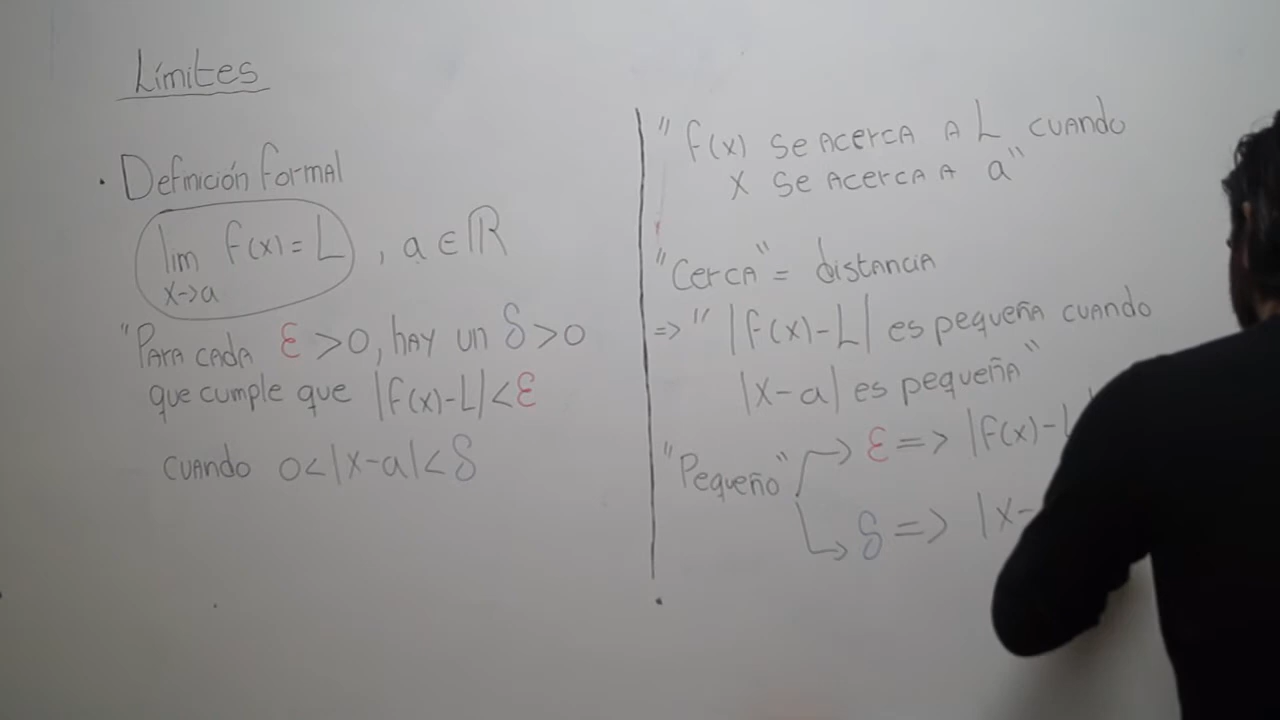 Límites
• Definición formal
lim f(x) = L , a ∈ ℝ
x->a
"Para cada ε > 0, hay un δ > 0
que cumple que |f(x)-L| < ε
cuando 0 < |x-a| < δ
"f(x) se acerca a L cuando
x se acerca a a"
"Cerca" = distancia
=> "|f(x)-L| es pequeña cuando
|x-a| es pequeña"
"Pequeño" -> ε => |f(x)-L
-> δ => |x-